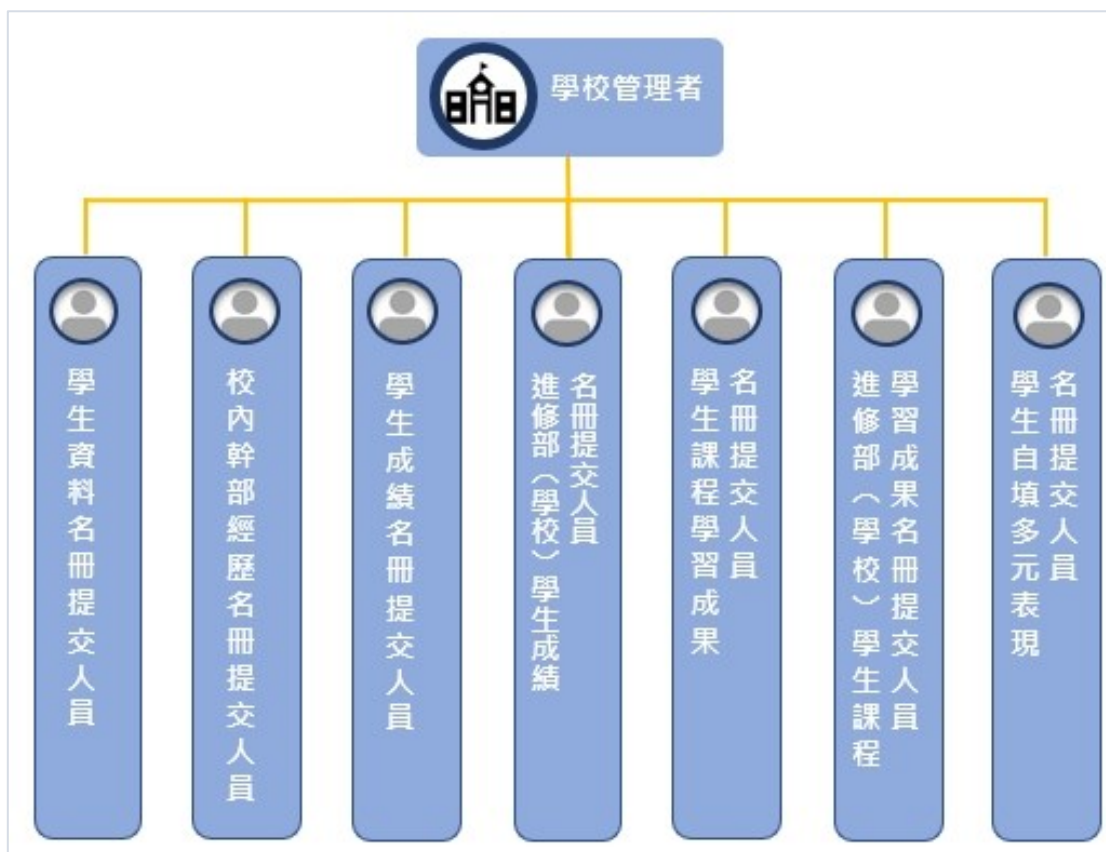 學校管理者
學生資料名冊提交人員
校內幹部經歷名冊提交人員
學生成績名冊提交人員
進修部（學校）學生成績
名冊提交人員
學生課程學習成果
名冊提交人員
進修部（學校）學生課程
學習成果名冊提交人員
學生自填多元表現
名冊提交人員